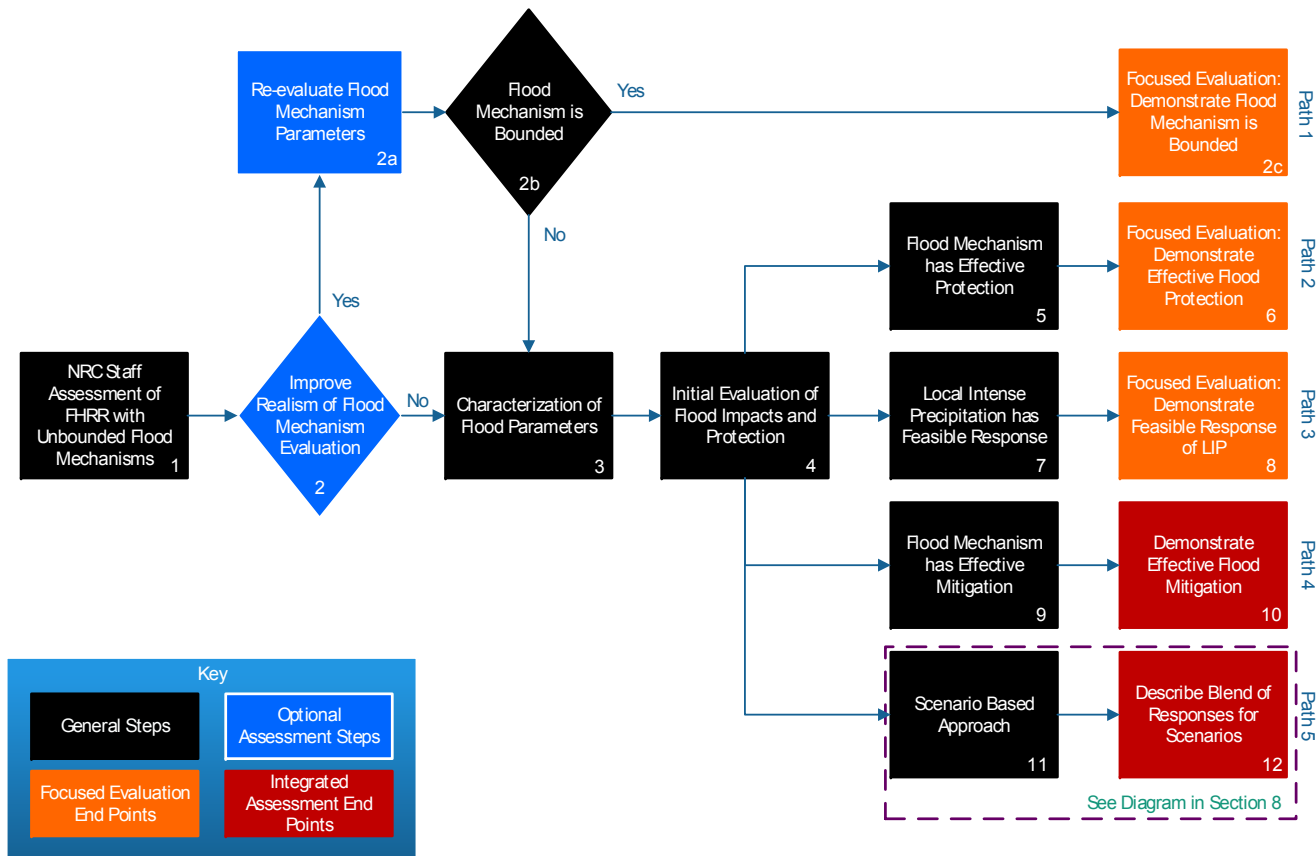 Re-evaluate Flood
Mechanism
Parameters
2a
Flood
Mechanism is
Bounded
2b
Yes
Focused Evaluation:
Demonstrate Flood
Mechanism is
Bounded
2c
Path 1
No
Flood Mechanism
has Effective
Protection
5
Focused Evaluation:
Demonstrate
Effective Flood
Protection
6
Path 2
Yes
NRC Staff
Assessment of
FHRR with
Unbounded Flood
Mechanisms
1
Improve
Realism of Flood
Mechanism
Evaluation
2
No
Characterization of
Flood Parameters
3
Initial Evaluation of
Flood Impacts and
Protection
4
Local Intense
Precipitation has
Feasible Response
7
Focused Evaluation:
Demonstrate
Feasible Response
of LIP
8
Path 3
Flood Mechanism
has Effective
Mitigation
9
Demonstrate
Effective Flood
Mitigation
10
Path 4
Scenario Based
Approach
11
Describe Blend of
Responses for
Scenarios
12
Path 5
See Diagram in Section 8
Key
General Steps
Optional
Assessment Steps
Focused Evaluation
End Points
Integrated
Assessment End
Points